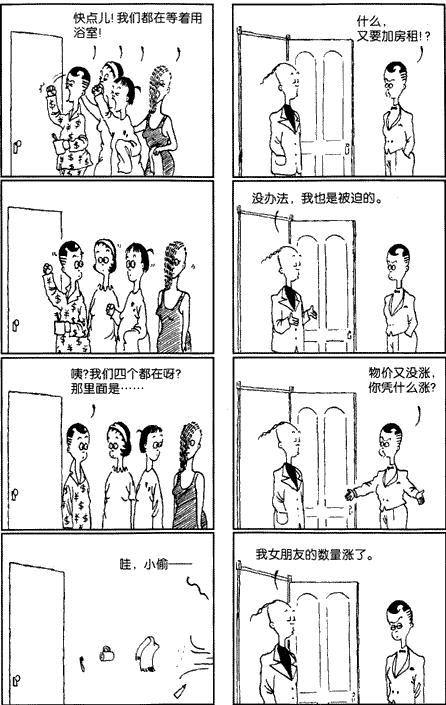 快点儿！我们都在等着用
浴室！
咦？我们四个都在呀？
那里面是……
哇，小偷——
什么，
又要加房租！？
没办法，我也是被迫的。
物价又没涨，
你凭什么涨？
我女朋友的数量涨了。